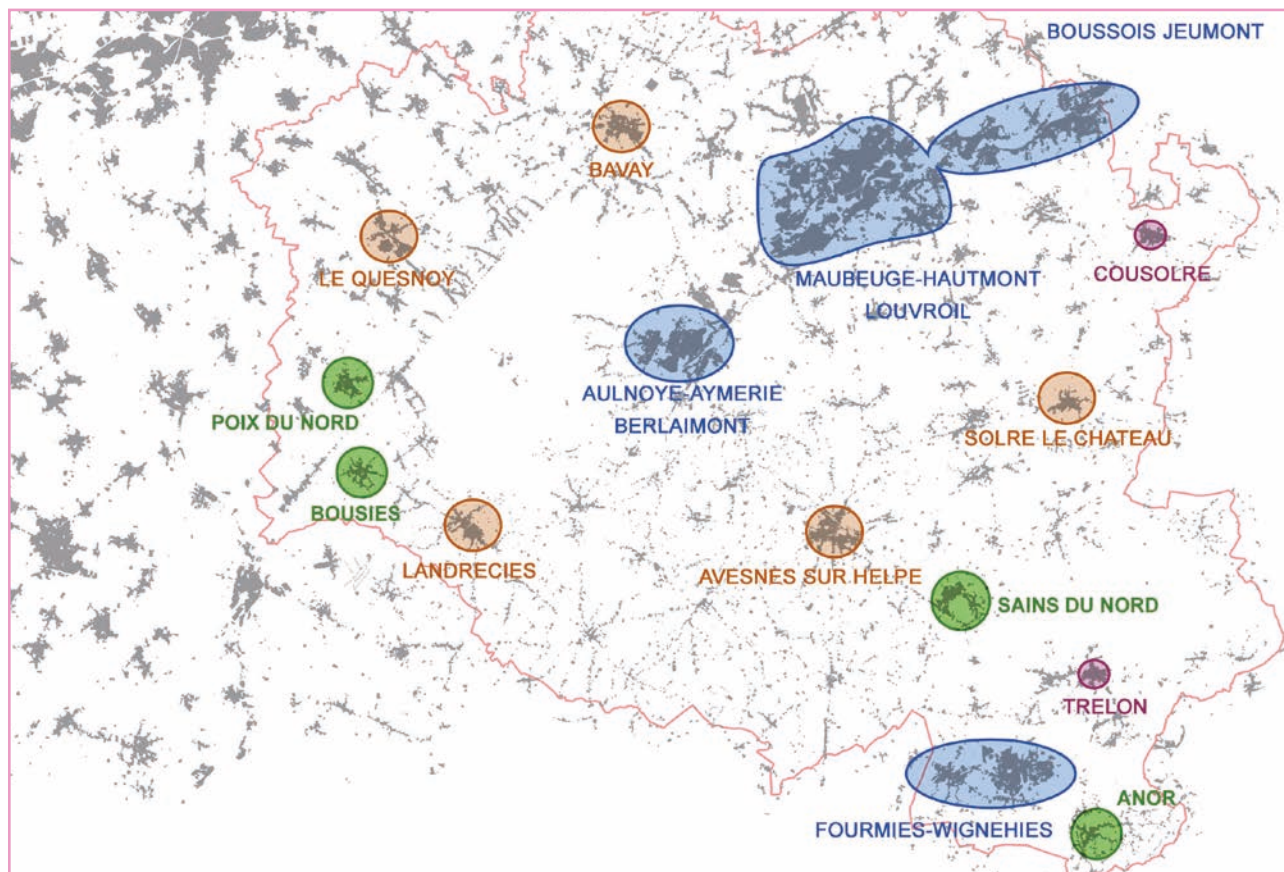 BOUSSOIS JEUMONT
BAVAY
LE QUESNOY
COUSOLRE
MAUBEUGE-HAUTMONT
LOUVROIL
AULNOYE-AYMERIE
BERLAIMONT
POIX DU NORD
SOLRE LE CHATEAU
BOUSIES
LANDRECIES
AVESNES SUR HELPE
SAINS DU NORD
TRELON
ANOR
FOURMIES-WIGNEHIES